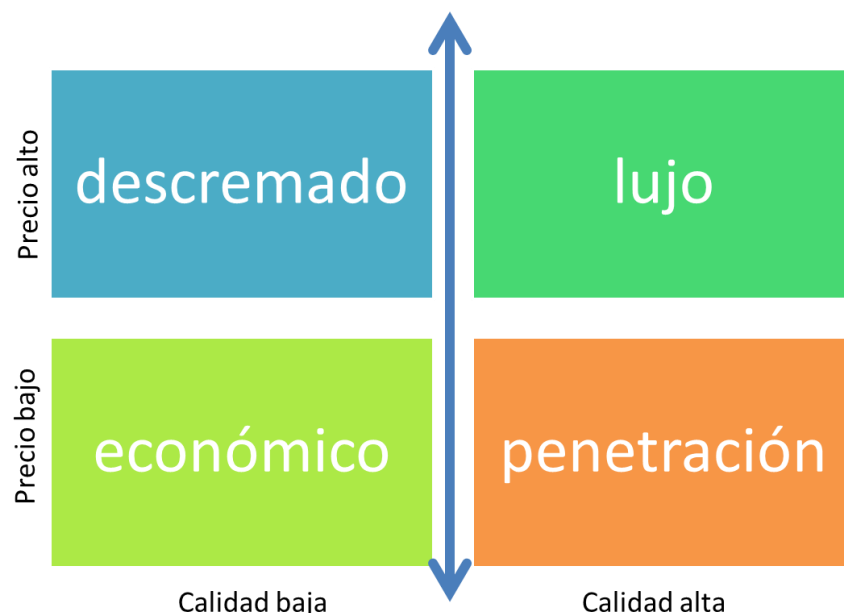 Precio alto
descremado
lujo
Precio bajo
económico
penetración
Calidad baja
Calidad alta